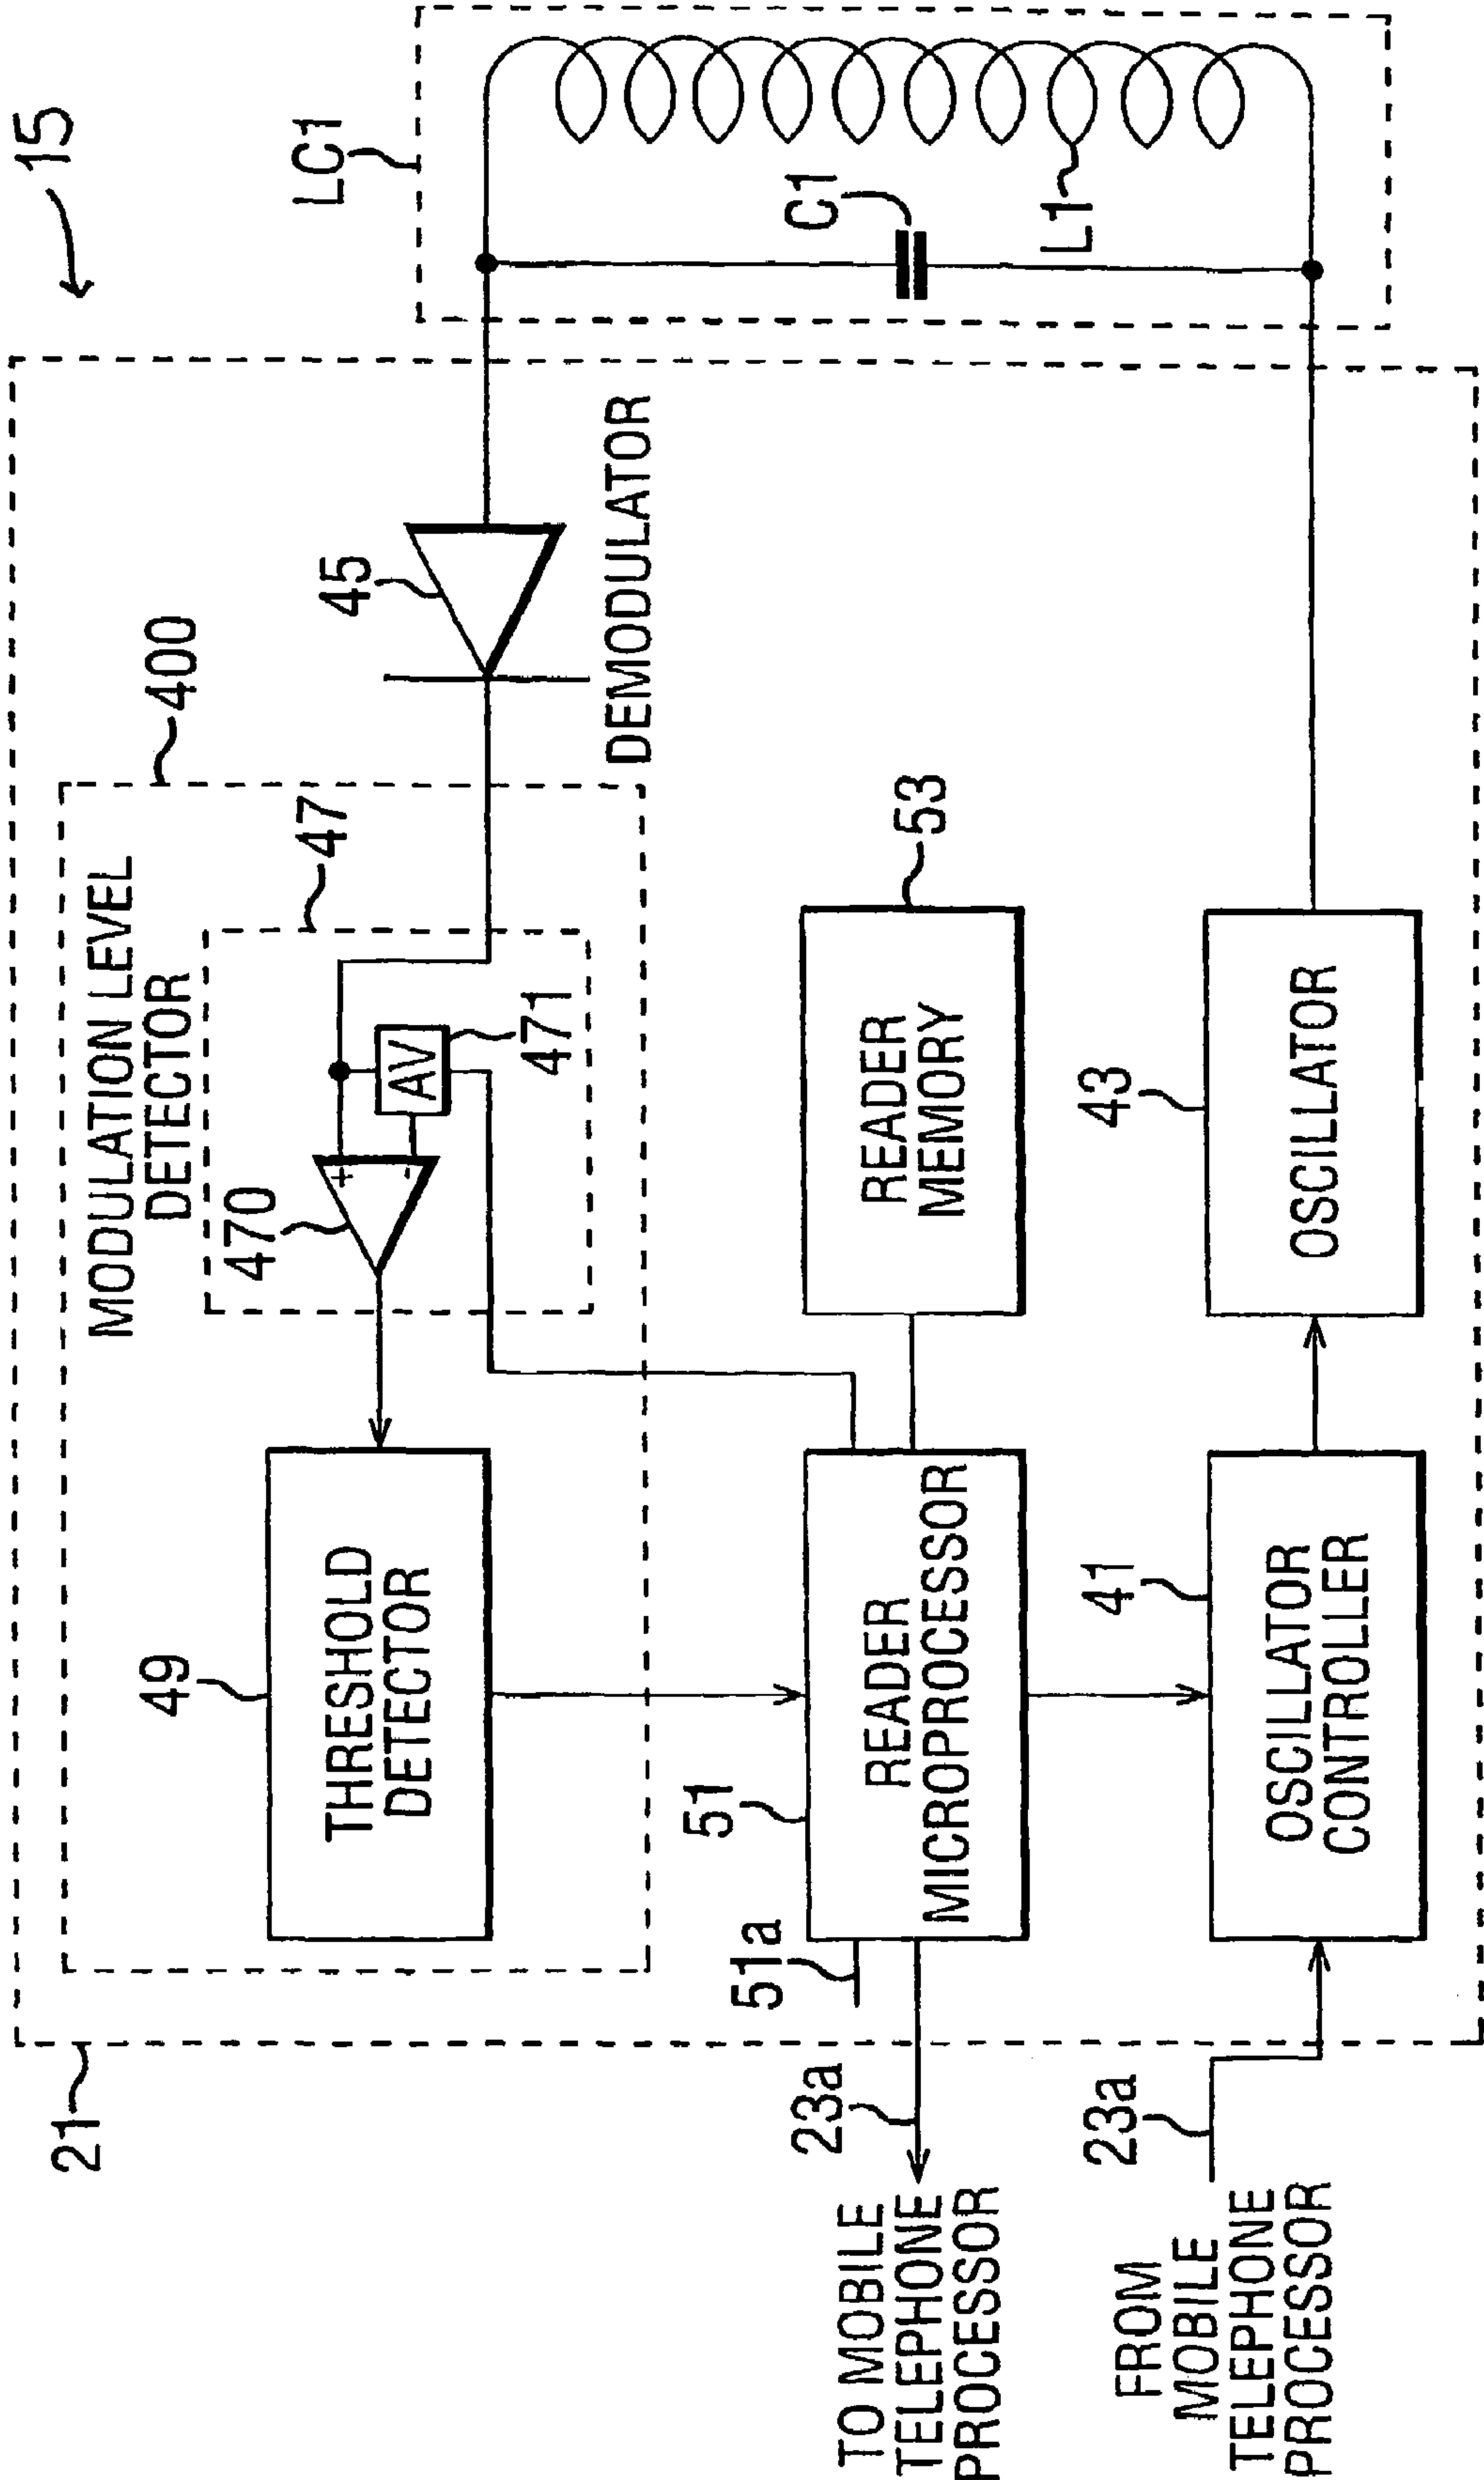 15
LC1
C1
L1
45
DEMODULATOR
400
MODULATION LEVEL
DETECTOR
47
471
AV
+
-
470
49
THRESHOLD
DETECTOR
53
READER
MEMORY
51
READER
MICROPROCESSOR
51a
43
OSCILLATOR
41
OSCILLATOR
CONTROLLER
21
23a
TO MOBILE
TELEPHONE
PROCESSOR
23a
FROM
MOBILE
TELEPHONE
PROCESSOR